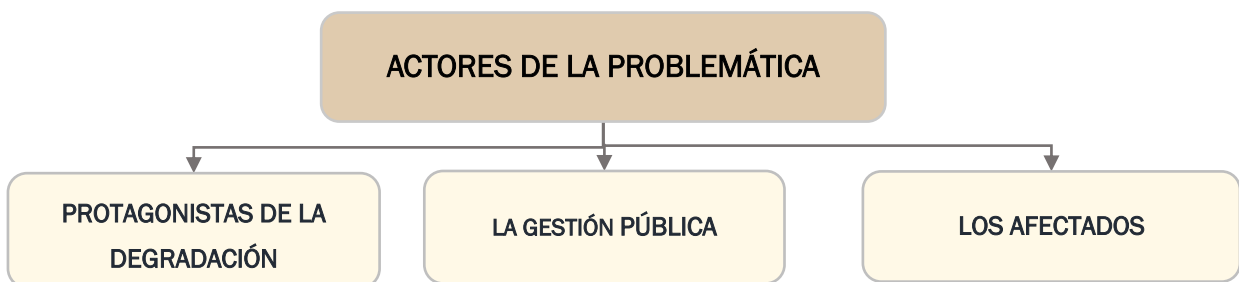 ACTORES DE LA PROBLEMÁTICA
PROTAGONISTAS DE LA
DEGRADACIÓN
LA GESTIÓN PÚBLICA
LOS AFECTADOS